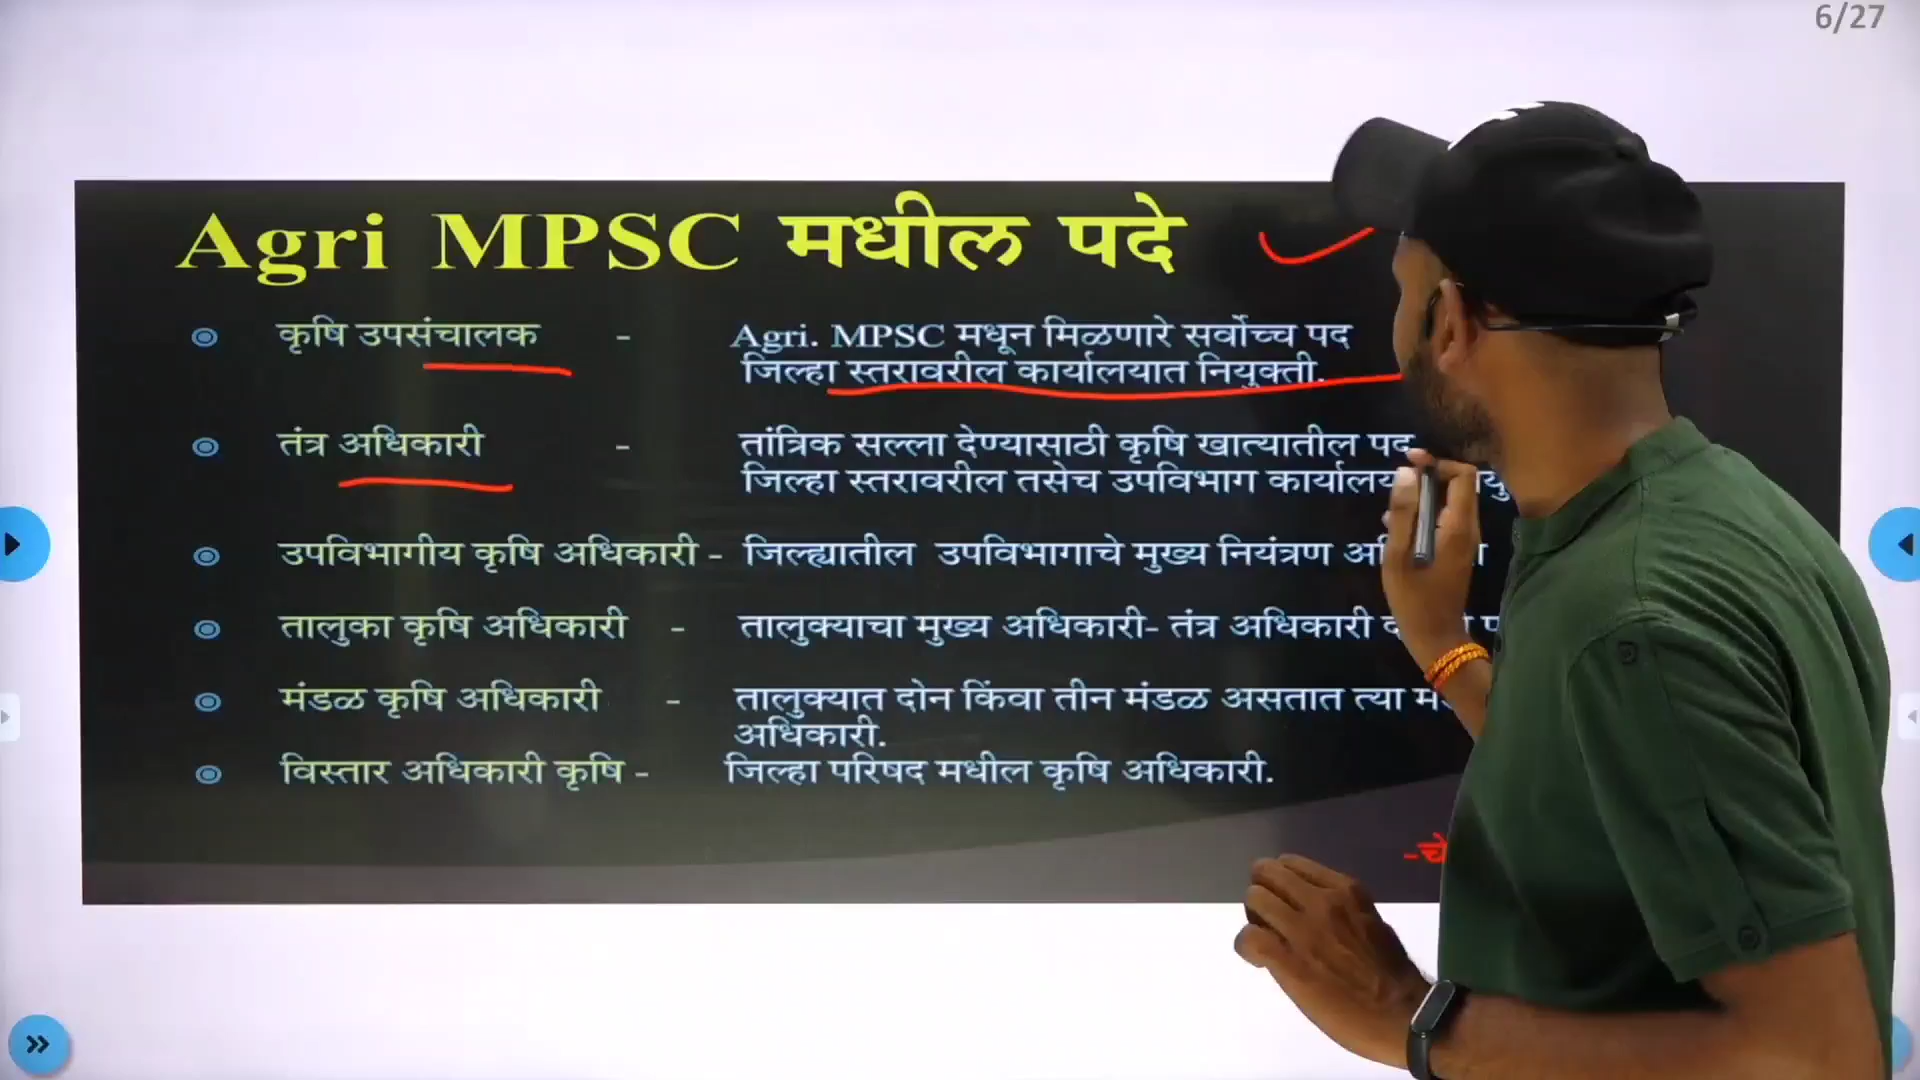 6/27
Agri MPSC मधील पदे
कृषि उपसंचालक - Agri. MPSC मधून मिळणारे सर्वोच्च पद
जिल्हा स्तरावरील कार्यालयात नियुक्ती.
तंत्र अधिकारी - तांत्रिक सल्ला देण्यासाठी कृषि खात्यातील पद
जिल्हा स्तरावरील तसेच उपविभाग
उपविभागीय कृषि अधिकारी - जिल्ह्यातील उपविभागाचे मुख्य नियंत्रण
तालुका कृषि अधिकारी - तालुक्याचा मुख्य अधिकारी- तंत्र अधिकारी
मंडळ कृषि अधिकारी - तालुक्यात दोन किंवा तीन मंडळ असतात त्या
अधिकारी.
विस्तार अधिकारी कृषि - जिल्हा परिषद मधील कृषि अधिकारी.